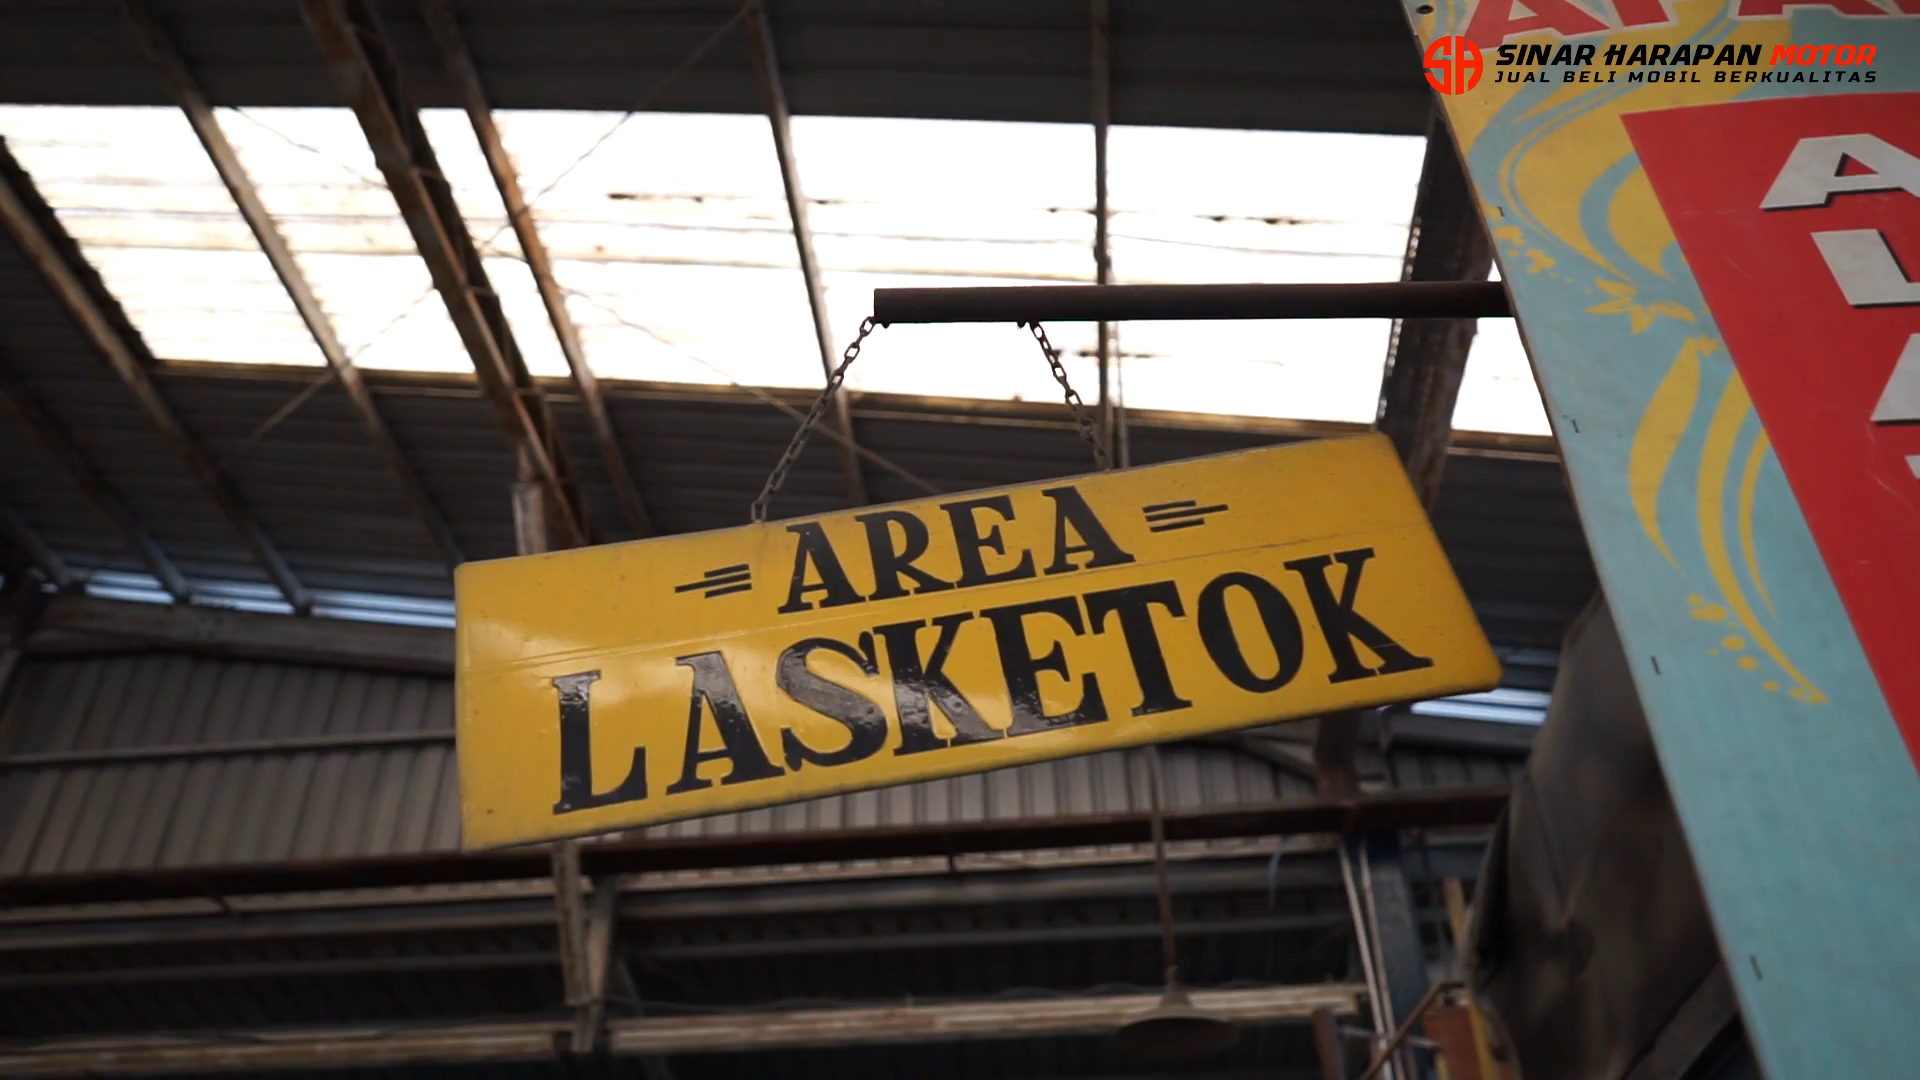 SINAR HARAPAN MOTOR
JUAL BELI MOBIL BERKUALITAS
AREA
LASKETOK